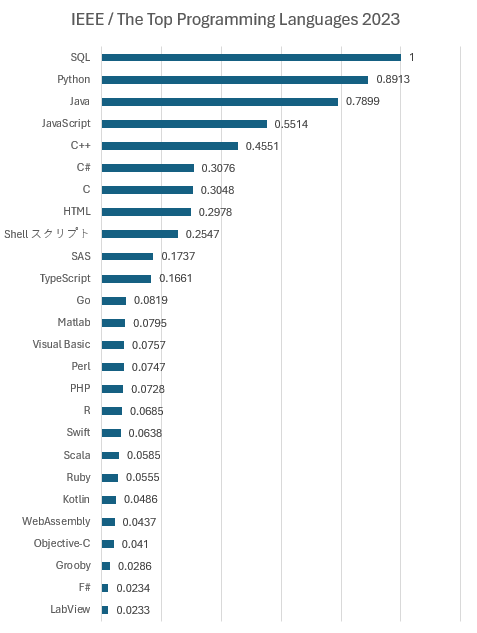 IEEE / The Top Programming Languages 2023
SQL 1
Python 0.8913
Java 0.7899
JavaScript 0.5514
C++ 0.4551
C# 0.3076
C 0.3048
HTML 0.2978
Shell スクリプト 0.2547
SAS 0.1737
TypeScript 0.1661
Go 0.0819
Matlab 0.0795
Visual Basic 0.0757
Perl 0.0747
PHP 0.0728
R 0.0685
Swift 0.0638
Scala 0.0585
Ruby 0.0555
Kotlin 0.0486
WebAssembly 0.0437
Objective-C 0.041
Grooby 0.0286
F# 0.0234
LabView 0.0233